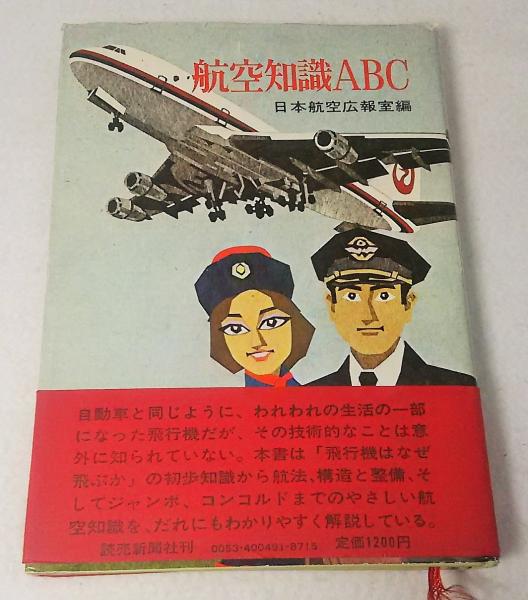 航空知識ABC
日本航空広報室編
自動車と同じように、われわれの生活の一部
になった飛行機だが、その技術的なことは意
外に知られていない。本書は「飛行機はなぜ
飛ぶか」の初歩知識から航法、構造と整備、そ
してジャンボ、コンコルドまでのやさしい航
空知識を、だれにもわかりやすく解説している。
読売新聞社刊 0053-400491-8715 定価1200円